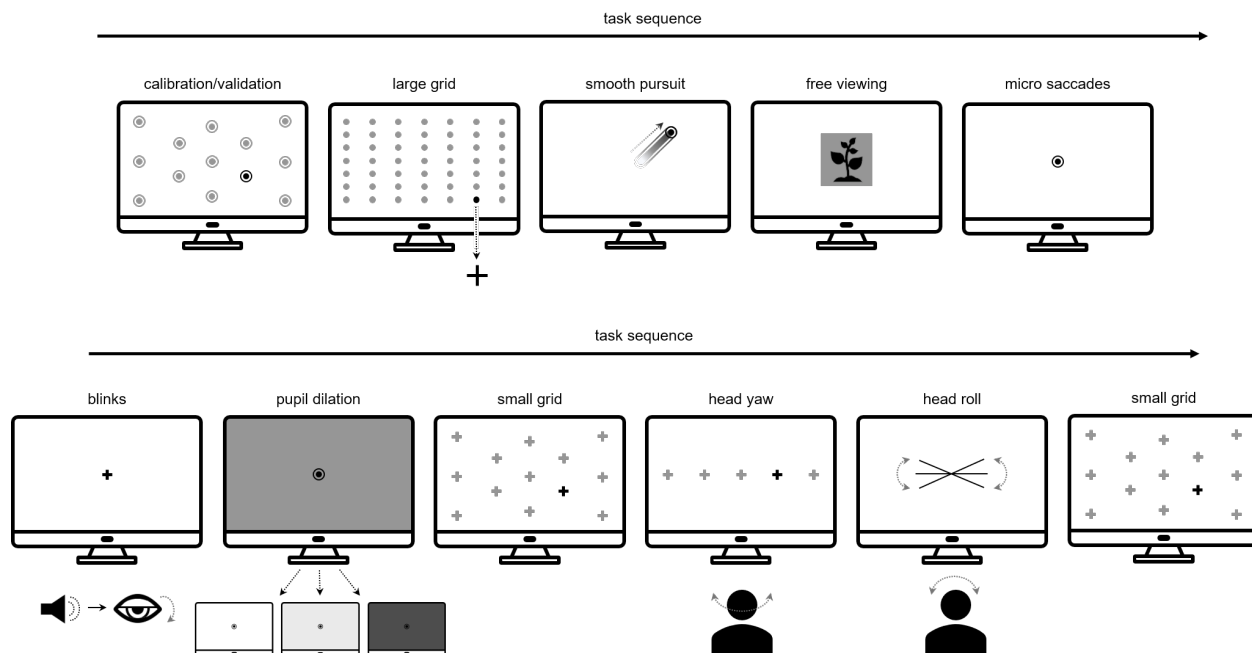 task sequence
calibration/validation
large grid
smooth pursuit
free viewing
micro saccades
task sequence
blinks
pupil dilation
small grid
head yaw
head roll
small grid